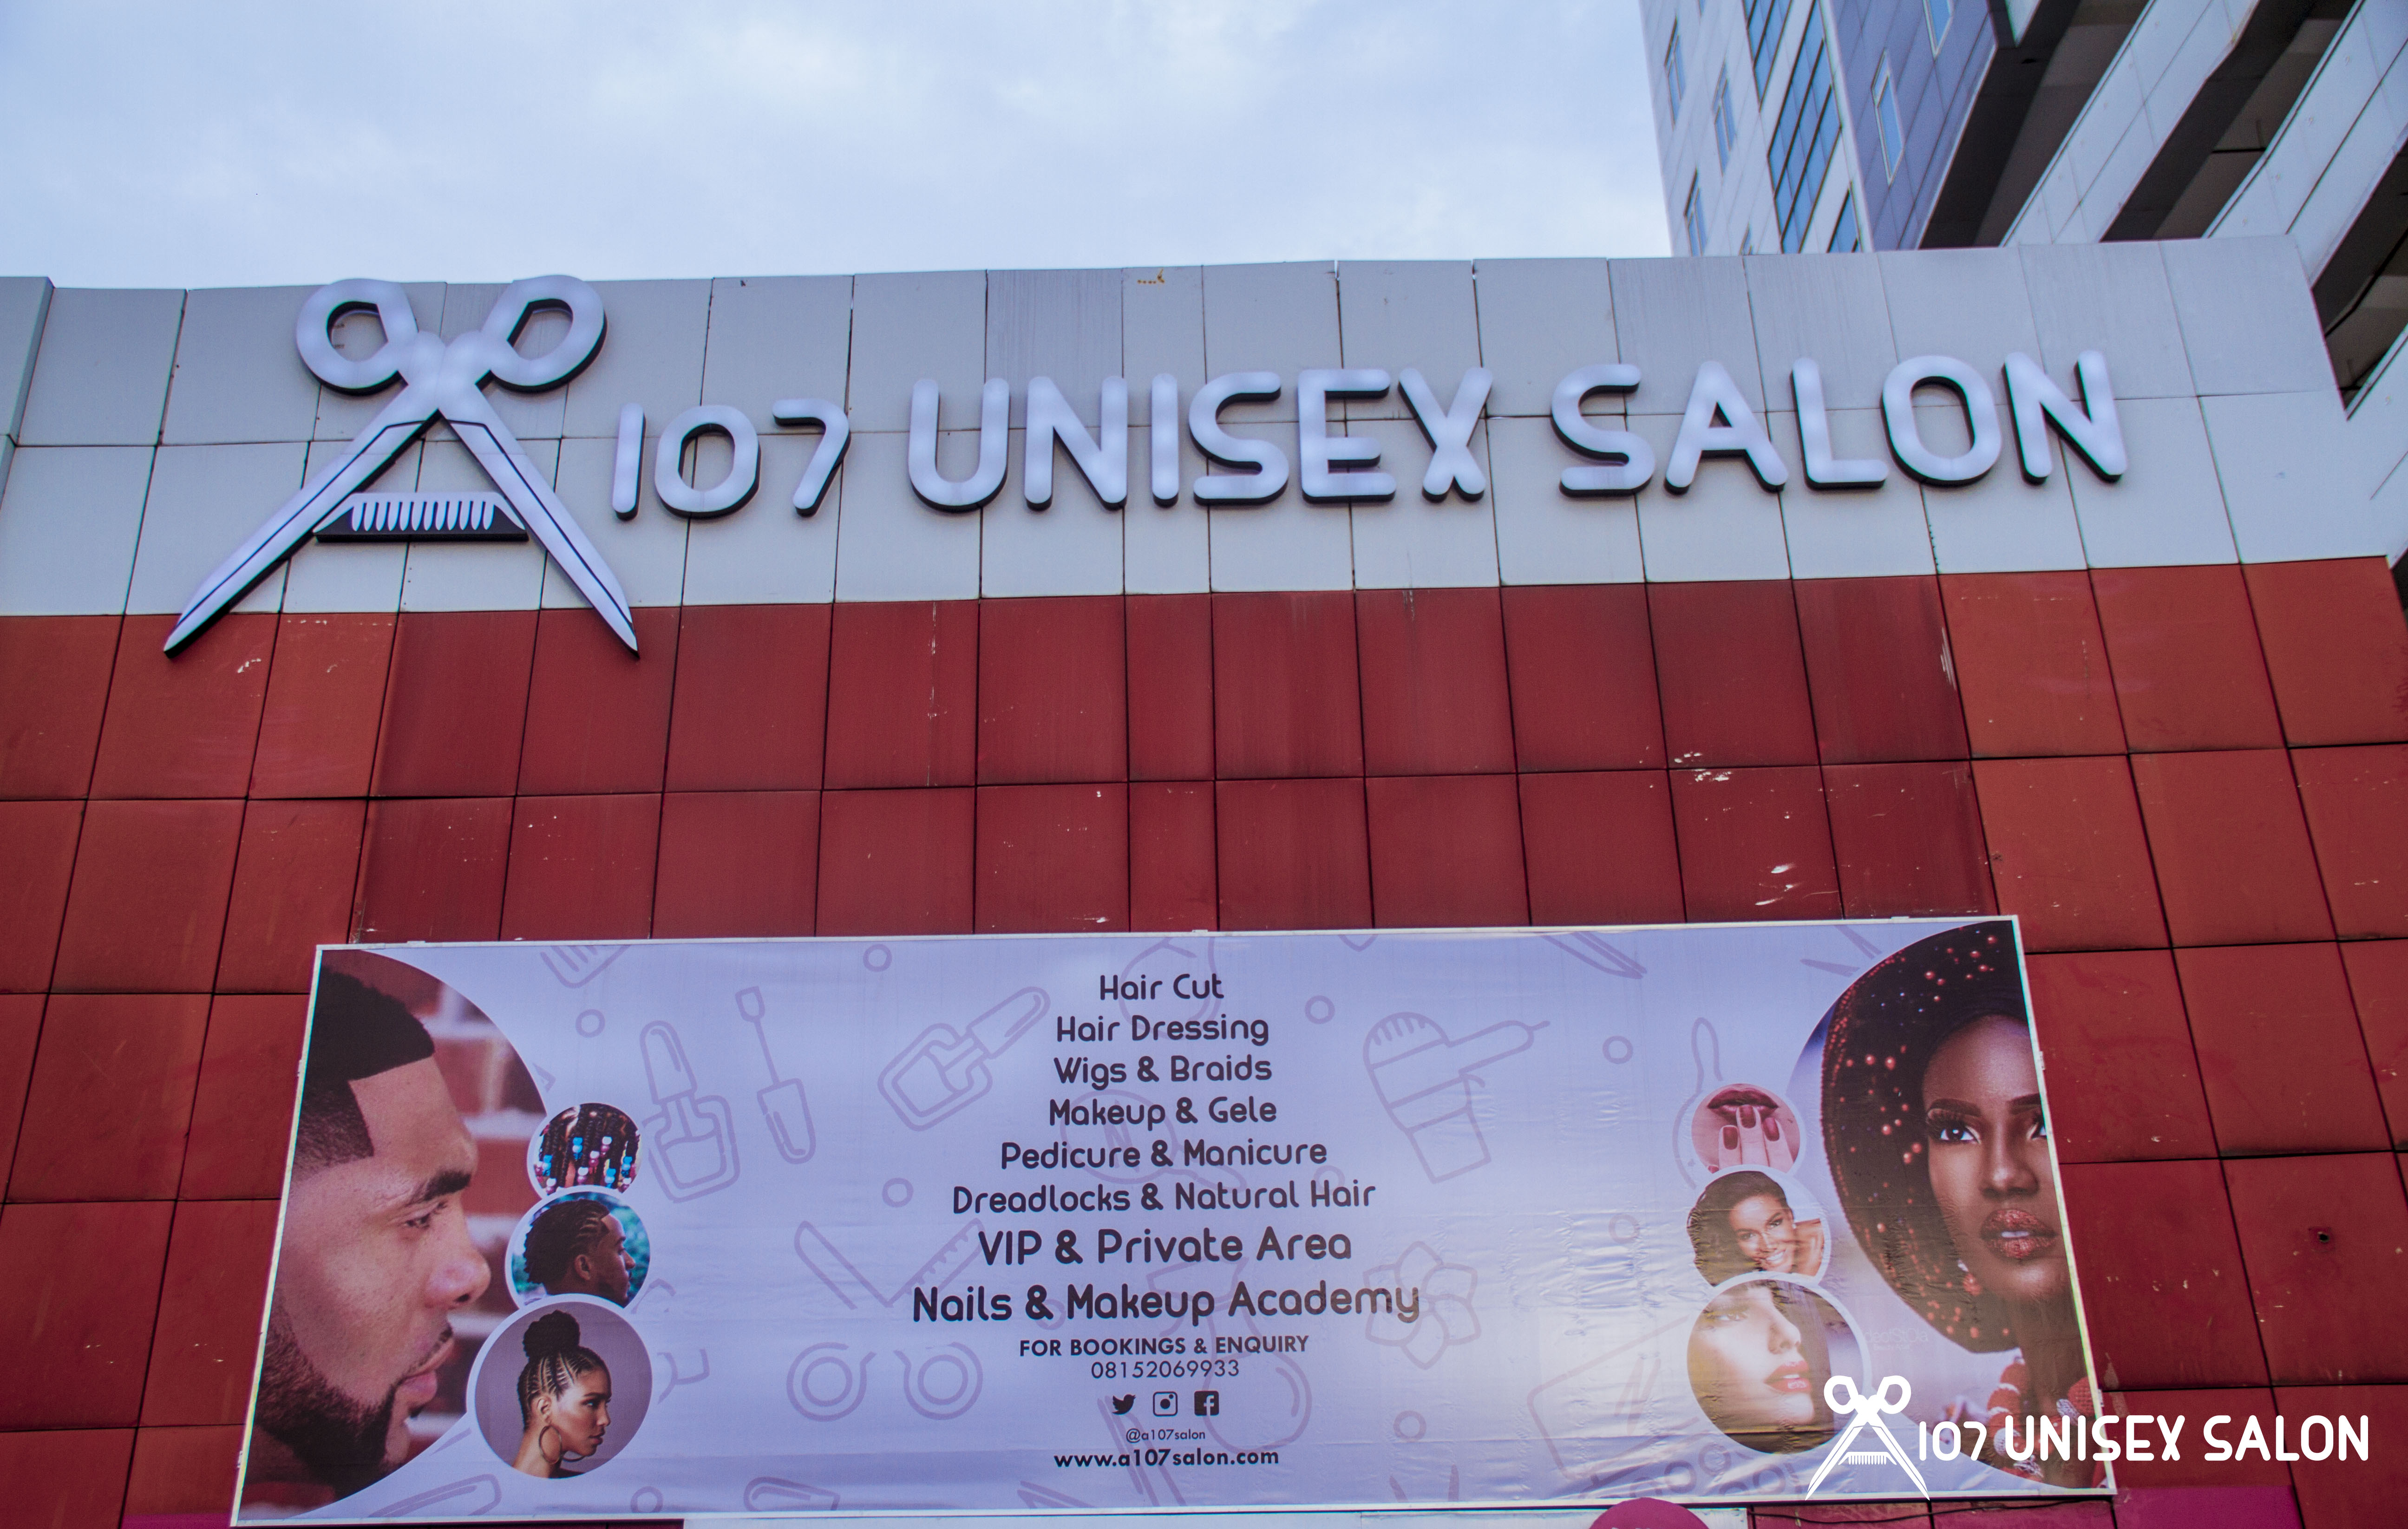 107 UNISEX SALON
Hair Cut
Hair Dressing
Wigs & Braids
Makeup & Gele
Pedicure & Manicure
Dreadlocks & Natural Hair
VIP & Private Area
Nails & Makeup Academy
FOR BOOKINGS & ENQUIRY
08152069933
@a107salon
www.a107salon.com
107 UNISEX SALON